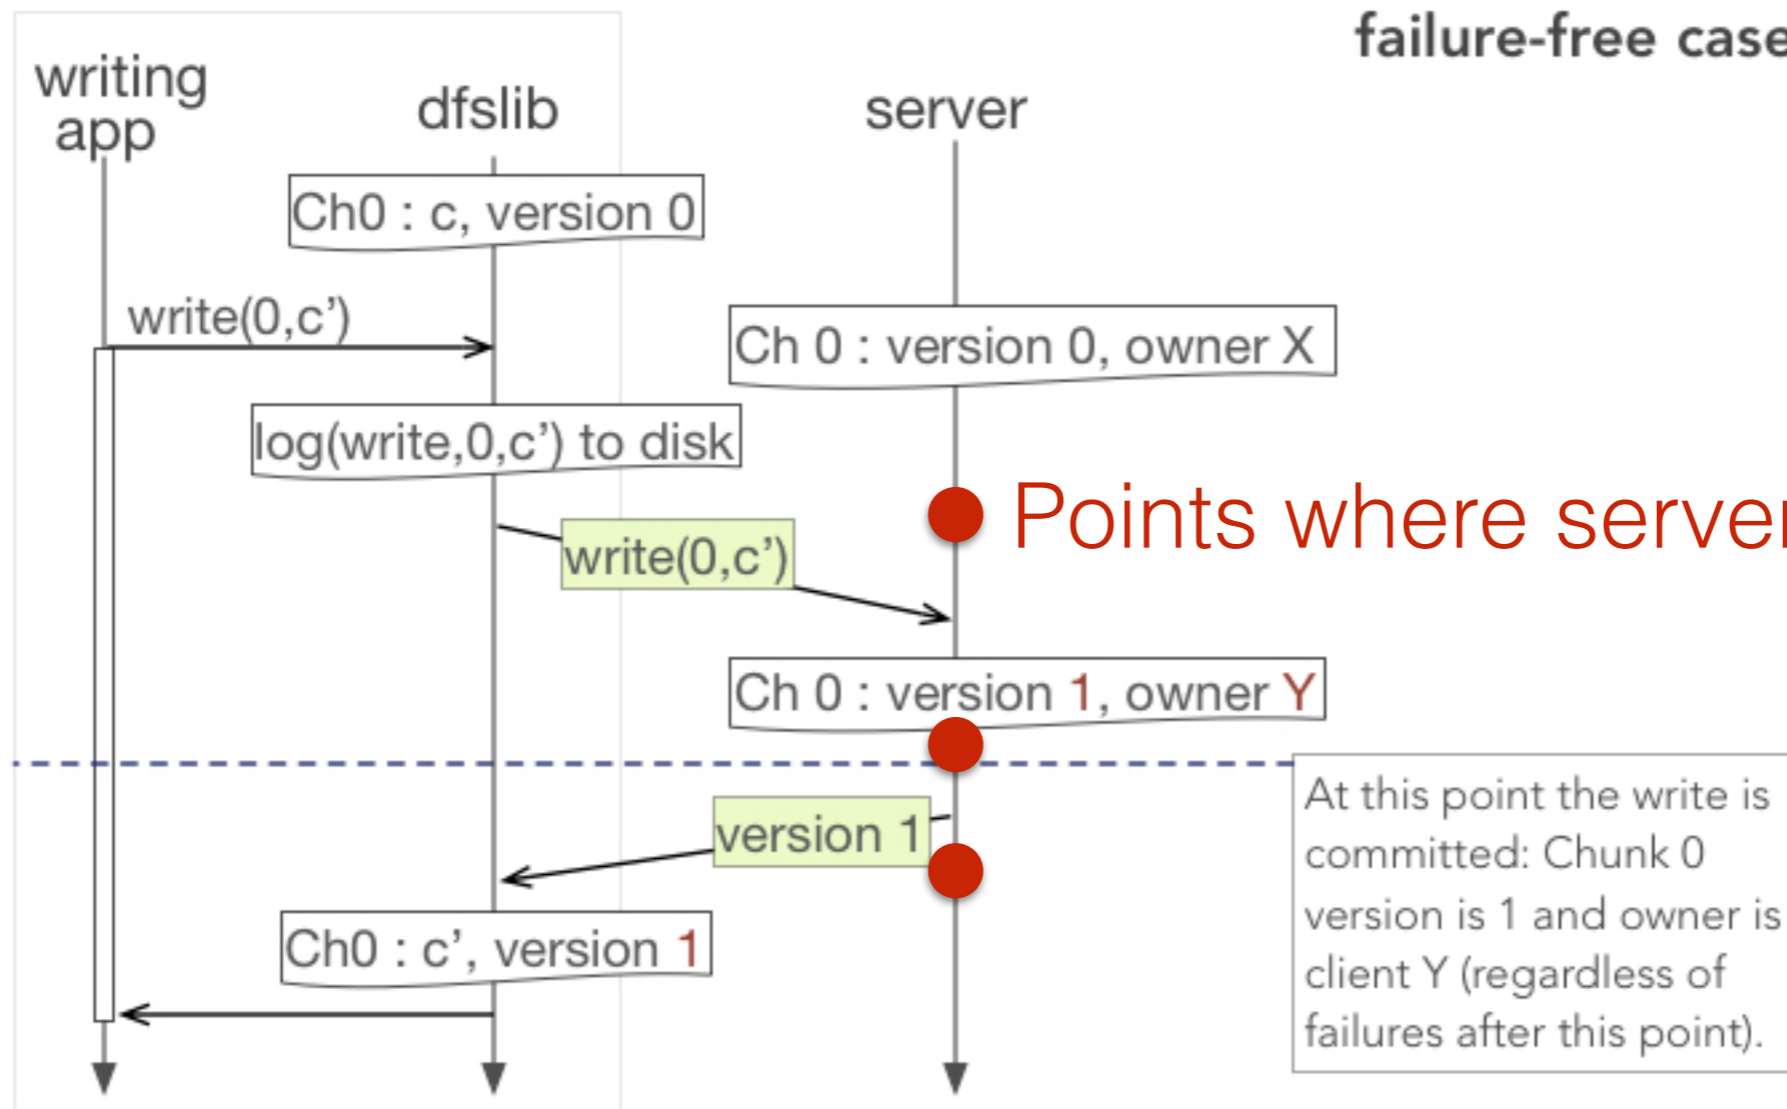 failure-free case
writing
app
dfslib
server
Ch0 : c, version 0
write(0,c’)
Ch 0 : version 0, owner X
log(write,0,c’) to disk
Points where server
write(0,c’)
Ch 0 : version 1, owner Y
At this point the write is
committed: Chunk 0
version is 1 and owner is
client Y (regardless of
failures after this point).
version 1
Ch0 : c’, version 1